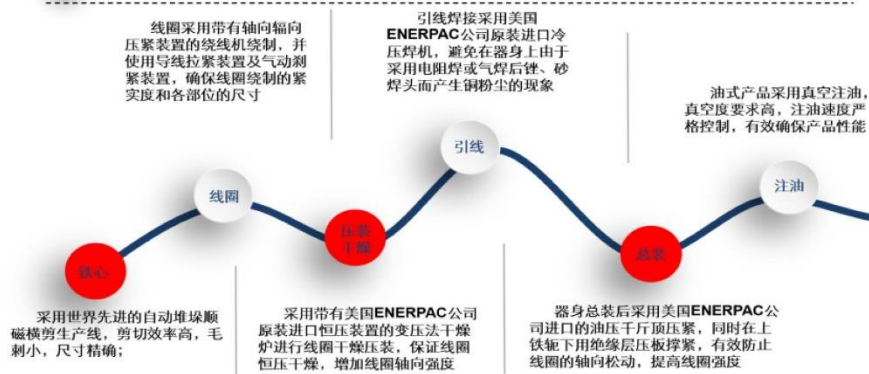 线圈采用带有轴向辐向
压紧装置的绕线机绕制，并
使用导线拉紧装置及气动刹
紧装置，确保线圈绕制的紧
实度和各部位的尺寸
引线焊接采用美国
ENERPAC公司原装进口冷
压焊机，避免在器身上由于
采用电阻焊或气焊后锉、砂
焊头而产生铜粉尘的现象
油式产品采用真空注油，
真空度要求高，注油速度严
格控制，有效确保产品性能
铁心
线圈
压装
干燥
引线
总装
注油
采用世界先进的自动堆垛顺
磁横剪生产线，剪切效率高，毛
刺小，尺寸精确；
采用带有美国ENERPAC公司
原装进口恒压装置的变压法干燥
炉进行线圈干燥压装，保证线圈
恒压干燥，增加线圈轴向强度
器身总装后采用美国ENERPAC公
司进口的油压千斤顶压紧，同时在上
铁轭下用绝缘层压板撑紧，有效防止
线圈的轴向松动，提高线圈强度